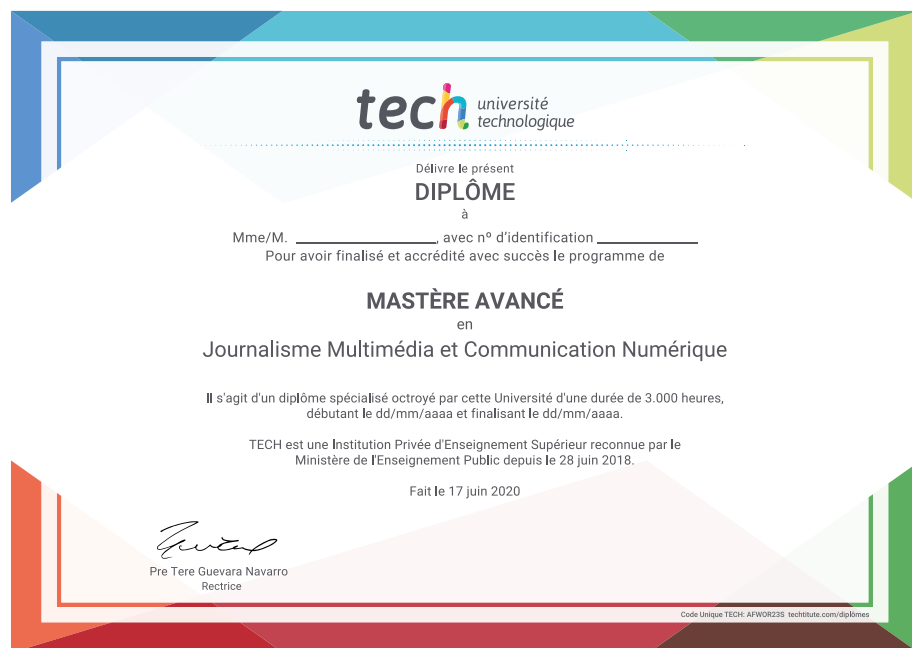 tech université
technologique
Délivre le présent
DIPLÔME
à
Mme/M. ____________, avec nº d'identification ____________
Pour avoir finalisé et accrédité avec succès le programme de
MASTÈRE AVANCÉ
en
Journalisme Multimédia et Communication Numérique
Il s'agit d'un diplôme spécialisé octroyé par cette Université d'une durée de 3.000 heures,
débutant le dd/mm/aaaa et finalisant le dd/mm/aaaa.
TECH est une Institution Privée d'Enseignement Supérieur reconnue par le
Ministère de l'Enseignement Public depuis le 28 juin 2018.
Fait le 17 juin 2020
Pre Tere Guevara Navarro
Rectrice
Code Unique TECH: AFWOR23S techtitute.com/diplômes